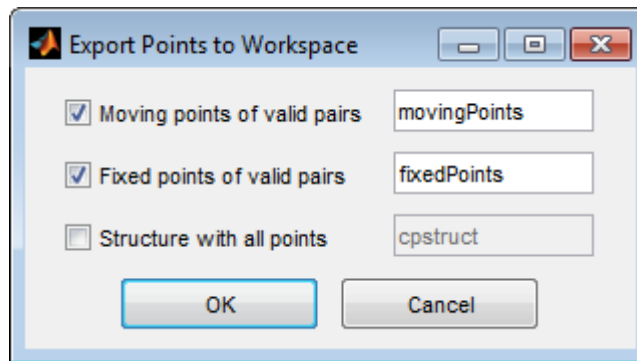 Export Points to Workspace
Moving points of valid pairs movingPoints
Fixed points of valid pairs fixedPoints
Structure with all points cpstruct
OK Cancel